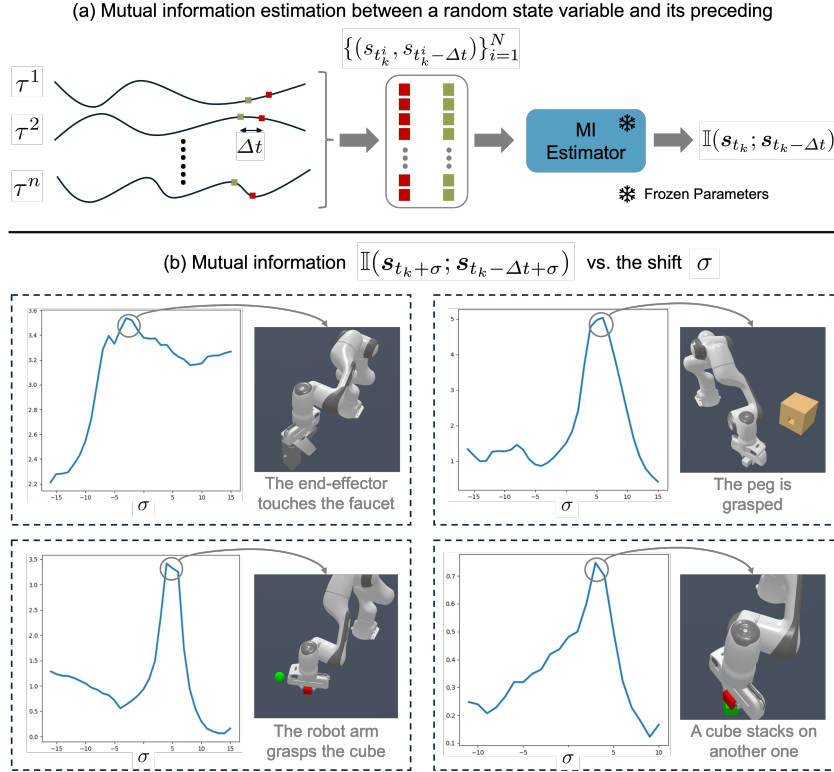 (a) Mutual information estimation between a random state variable and its preceding
{(s_{t_k^i}, s_{t_k^i-Δt})}_{i=1}^N
τ¹
τ²
Δt
τⁿ
MI
Estimator
𝕀(s_{t_k}; s_{t_k-Δt})
Frozen Parameters
(b) Mutual information 𝕀(s_{t_k+σ}; s_{t_k-Δt+σ}) vs. the shift σ
3.6
3.4
3.2
3.0
2.8
2.6
2.4
2.2
-15 -10 -5 0 5 10 15
σ
The end-effector
touches the faucet
5
4
3
2
1
-15 -10 -5 0 5 10 15
σ
The peg is
grasped
3.5
3.0
2.5
2.0
1.5
1.0
0.5
0.0
-15 -10 -5 0 5 10 15
σ
The robot arm
grasps the cube
0.7
0.6
0.5
0.4
0.3
0.2
0.1
-10 -5 0 5 10
σ
A cube stacks on
another one